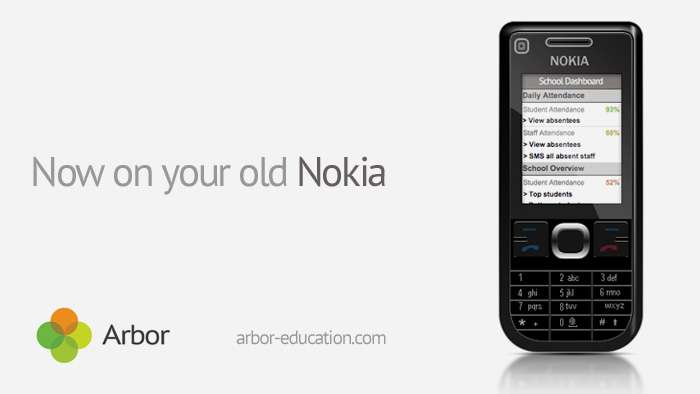 Now on your old Nokia
Arbor
arbor-education.com
NOKIA
School Dashboard
Daily Attendance
Student Attendance 93%
> View absentees
Staff Attendance 68%
> View absentees
> SMS all absent staff
School Overview
Student Attendance 52%
> Top students
1 2 abc 3 def
4 ghi 5 jkl 6 mno
7 pqrs 8 tuv wxyz
* + 0 #